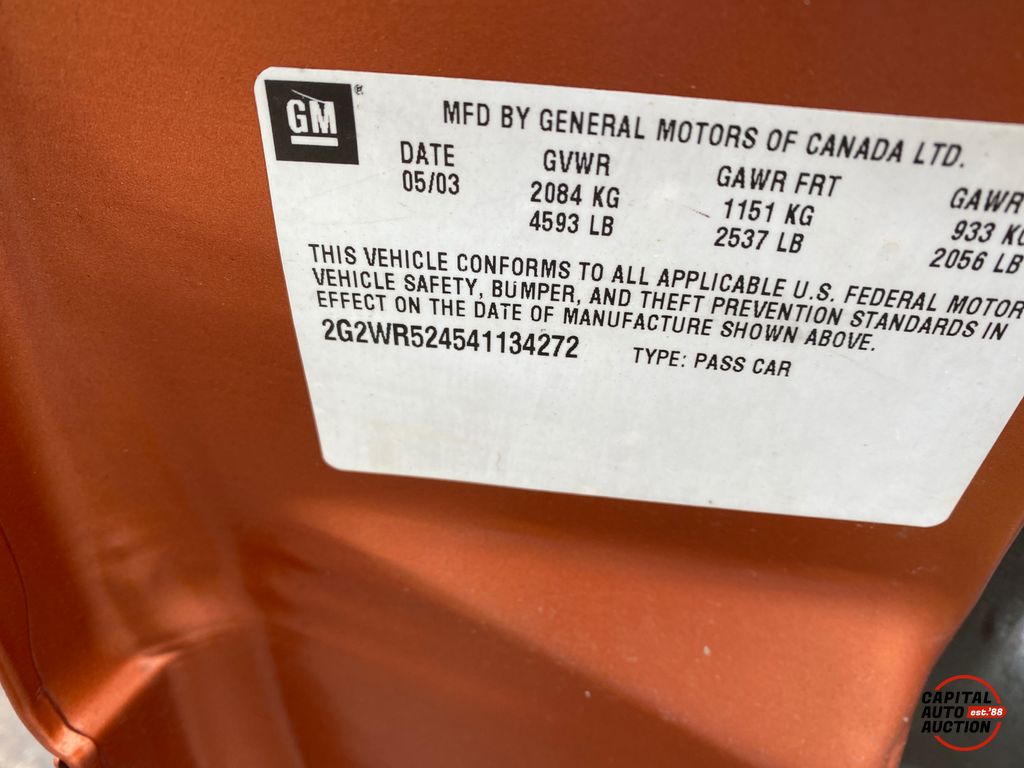 GM ®
MFD BY GENERAL MOTORS OF CANADA LTD.
DATE GVWR GAWR FRT GAWR
05/03 2084 KG 1151 KG 933 KG
4593 LB 2537 LB 2056 LB
THIS VEHICLE CONFORMS TO ALL APPLICABLE U.S. FEDERAL MOTOR
VEHICLE SAFETY, BUMPER, AND THEFT PREVENTION STANDARDS IN
EFFECT ON THE DATE OF MANUFACTURE SHOWN ABOVE.
2G2WR524541134272 TYPE: PASS CAR
CAPITAL
AUTO est.'88
AUCTION